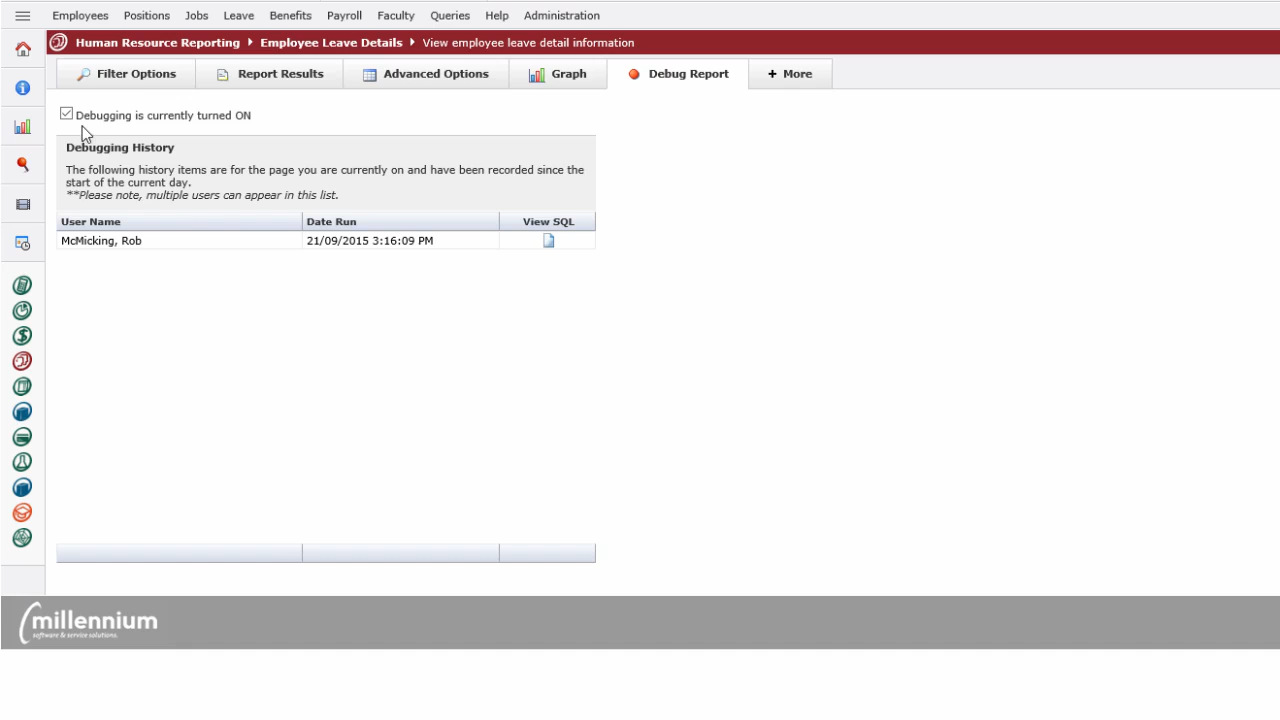 Employees Positions Jobs Leave Benefits Payroll Faculty Queries Help Administration
Human Resource Reporting Employee Leave Details View employee leave detail information
Filter Options Report Results Advanced Options Graph Debug Report + More
Debugging is currently turned ON
Debugging History
The following history items are for the page you are currently on and have been recorded since the
start of the current day.
**Please note, multiple users can appear in this list.
User Name Date Run View SQL
McMicking, Rob 21/09/2015 3:16:09 PM
millennium
software & service solutions.